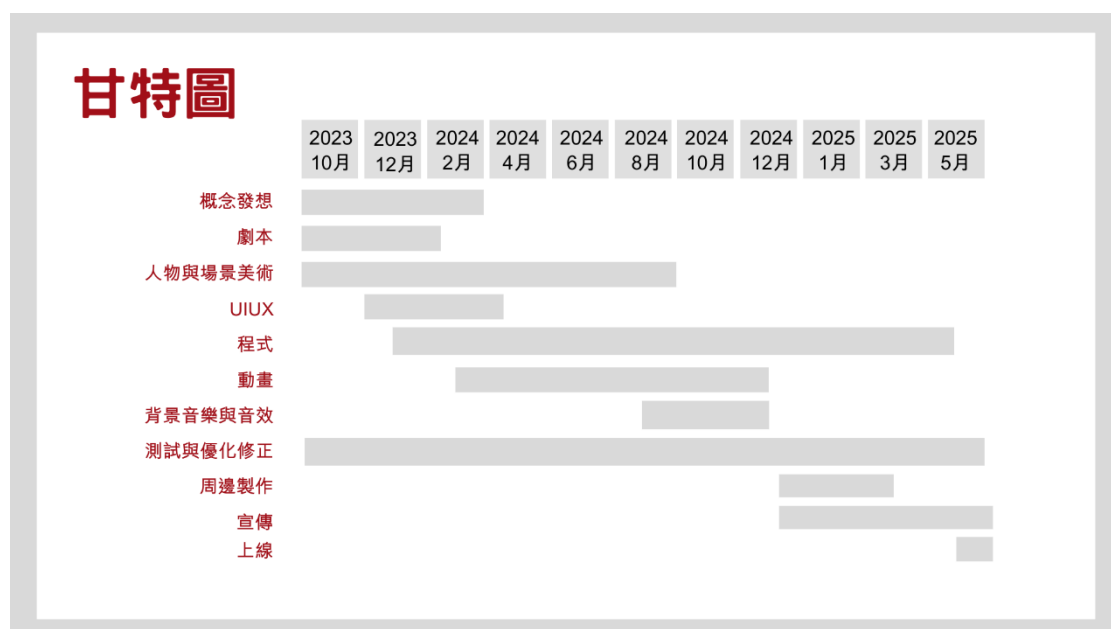 甘特圖
2023 2023 2024 2024 2024 2024 2024 2024 2025 2025 2025
10月 12月 2月 4月 6月 8月 10月 12月 1月 3月 5月
概念發想
劇本
人物與場景美術
UIUX
程式
動畫
背景音樂與音效
測試與優化修正
周邊製作
宣傳
上線